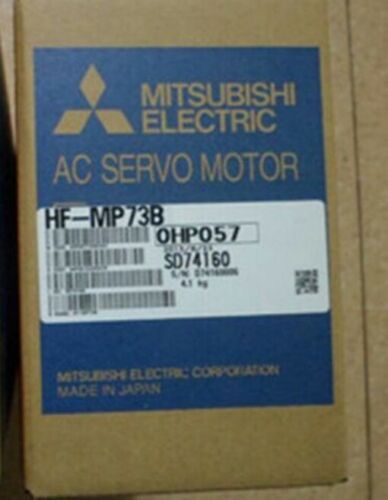 MITSUBISHI
ELECTRIC
AC SERVO MOTOR
HF-MP73B
OHP057
SD74160
4.1 kg
MITSUBISHI ELECTRIC CORPORATION
MADE IN JAPAN